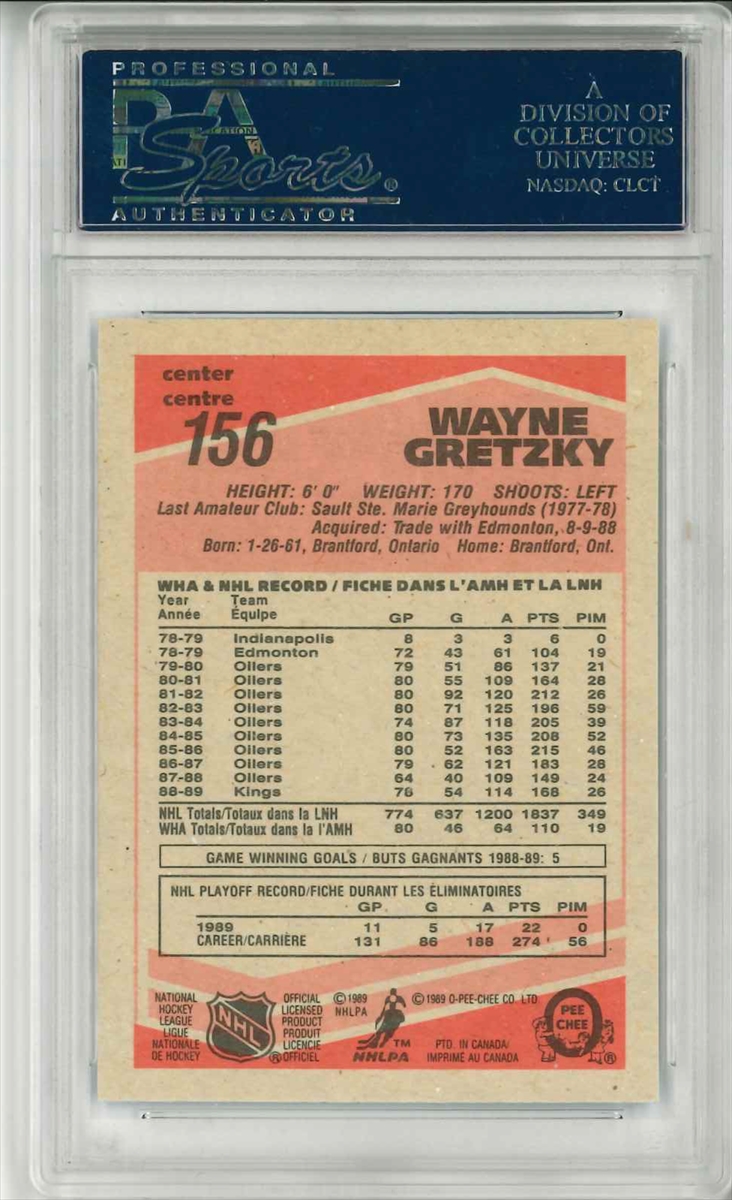 PROFESSIONAL
PSA
Sports®
AUTHENTICATOR
A
DIVISION OF
COLLECTORS
UNIVERSE
NASDAQ: CLCT
center
centre
156
WAYNE
GRETZKY
HEIGHT: 6' 0" WEIGHT: 170 SHOOTS: LEFT
Last Amateur Club: Sault Ste. Marie Greyhounds (1977-78)
Acquired: Trade with Edmonton, 8-9-88
Born: 1-26-61, Brantford, Ontario Home: Brantford, Ont.
WHA & NHL RECORD / FICHE DANS L'AMH ET LA LNH
Year Team
Année Équipe GP G A PTS PIM
78-79 Indianapolis 8 3 3 6 0
78-79 Edmonton 72 43 61 104 19
79-80 Oilers 79 51 86 137 21
80-81 Oilers 80 55 109 164 28
81-82 Oilers 80 92 120 212 26
82-83 Oilers 80 71 125 196 59
83-84 Oilers 74 87 118 205 39
84-85 Oilers 80 73 135 208 52
85-86 Oilers 80 52 163 215 46
86-87 Oilers 79 62 121 183 28
87-88 Oilers 64 40 109 149 24
88-89 Kings 78 54 114 168 26
NHL Totals/Totaux dans la LNH 774 637 1200 1837 349
WHA Totals/Totaux dans la l'AMH 80 46 64 110 19
GAME WINNING GOALS / BUTS GAGNANTS 1988-89: 5
NHL PLAYOFF RECORD/FICHE DURANT LES ÉLIMINATOIRES
GP G A PTS PIM
1989 11 5 17 22 0
CAREER/CARRIÈRE 131 86 188 274 56
NATIONAL
HOCKEY
LEAGUE
LIGUE
NATIONALE
DE HOCKEY
NHL
OFFICIAL
LICENSED
PRODUCT
PRODUIT
LICENCIE
®OFFICIEL
©1989
NHLPA
TM
NHLPA
©1989 O-PEE-CHEE CO. LTD
PTD. IN CANADA/
IMPRIMÉ AU CANADA
O
PEE
CHEE
®